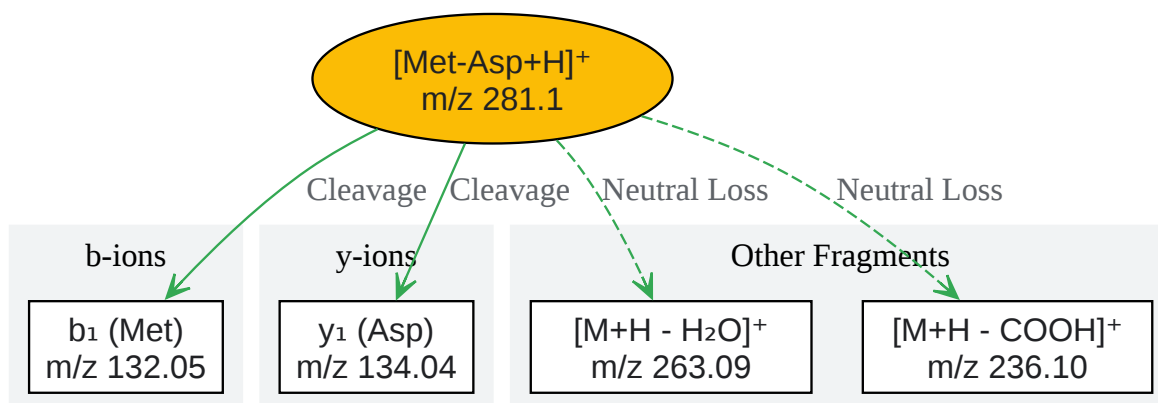 [Met-Asp+H]⁺
m/z 281.1
Cleavage
Cleavage
Neutral Loss
Neutral Loss
b-ions
y-ions
Other Fragments
b₁ (Met)
m/z 132.05
y₁ (Asp)
m/z 134.04
[M+H - H₂O]⁺
m/z 263.09
[M+H - COOH]⁺
m/z 236.10